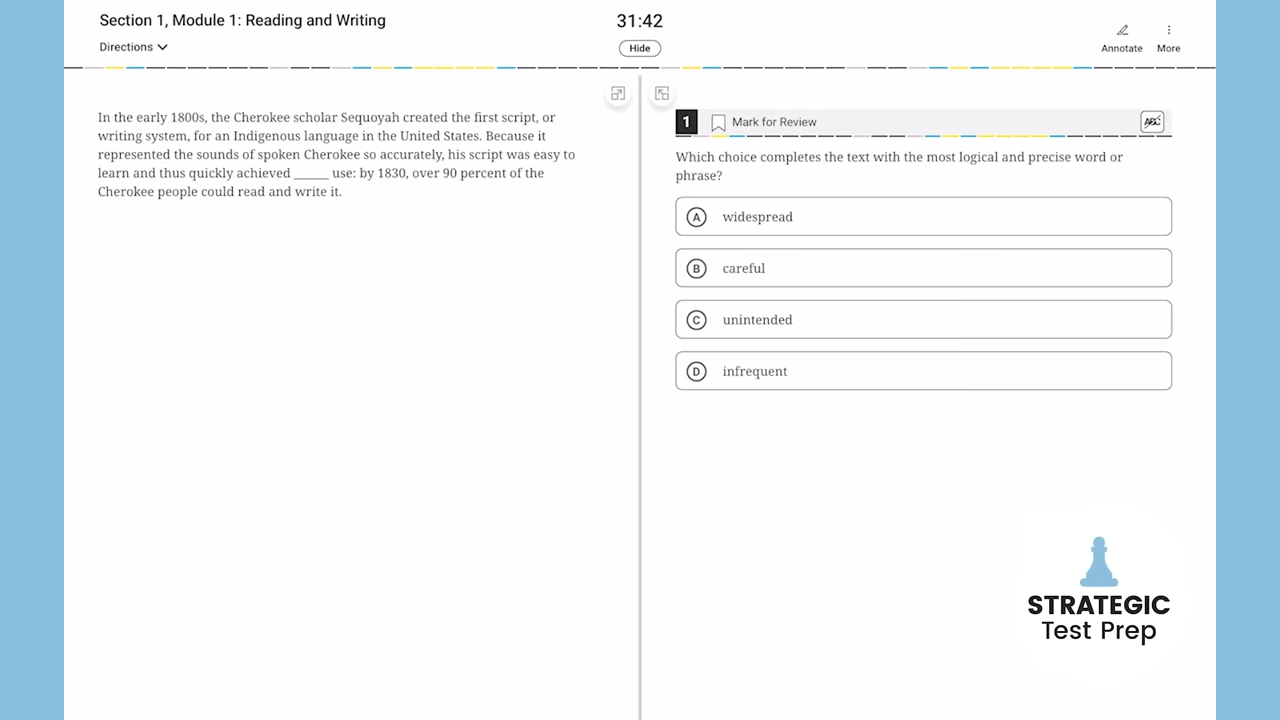 Section 1, Module 1: Reading and Writing
Directions
31:42
Hide
Annotate
More
In the early 1800s, the Cherokee scholar Sequoyah created the first script, or
writing system, for an Indigenous language in the United States. Because it
represented the sounds of spoken Cherokee so accurately, his script was easy to
learn and thus quickly achieved _____ use: by 1830, over 90 percent of the
Cherokee people could read and write it.
1
Mark for Review
ABC
Which choice completes the text with the most logical and precise word or
phrase?
A widespread
B careful
C unintended
D infrequent
STRATEGIC
Test Prep